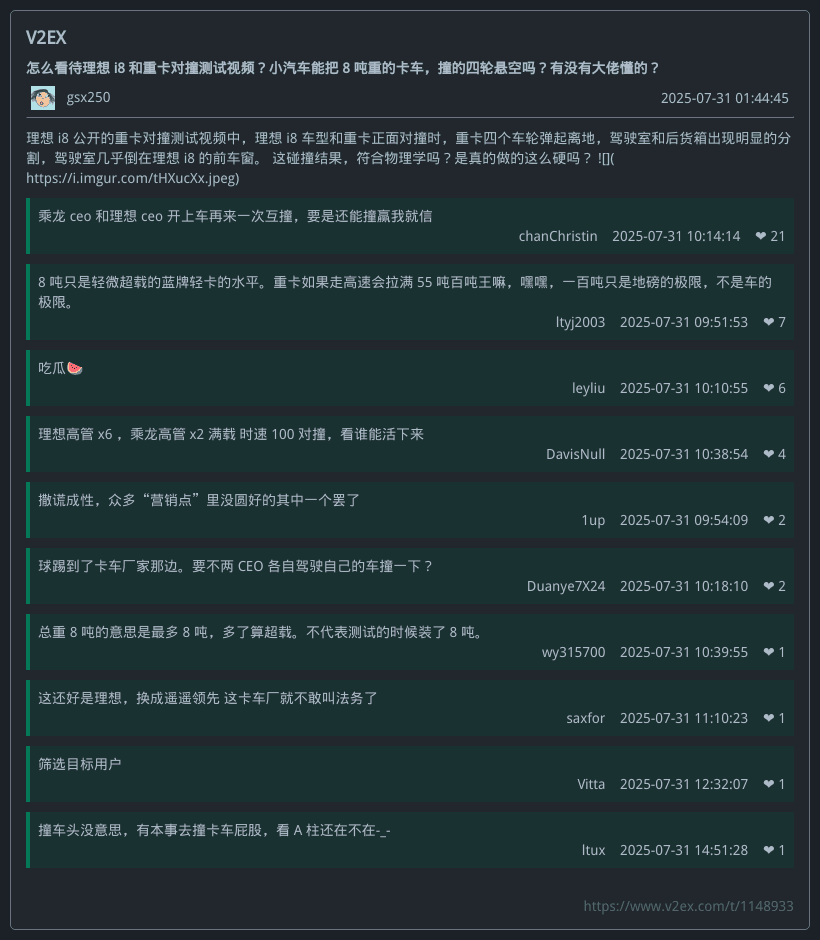 V2EX
怎么看待理想 i8 和重卡对撞测试视频？小汽车能把 8 吨重的卡车，撞的四轮悬空吗？有没有大佬懂的？
gsx250
2025-07-31 01:44:45
理想 i8 公开的重卡对撞测试视频中，理想 i8 车型和重卡正面对撞时，重卡四个车轮弹起离地，驾驶室和后货箱出现明显的分
割，驾驶室几乎倒在理想 i8 的前车窗。 这碰撞结果，符合物理学吗？是真的做的这么硬吗？ ![](
https://i.imgur.com/tHXucXx.jpeg)
乘龙 ceo 和理想 ceo 开上车再来一次互撞，要是还能撞赢我就信
chanChristin 2025-07-31 10:14:14 ❤ 21
8 吨只是轻微超载的蓝牌轻卡的水平。重卡如果走高速会拉满 55 吨百吨王嘛，嘿嘿，一百吨只是地磅的极限，不是车的
极限。
ltyj2003 2025-07-31 09:51:53 ❤ 7
吃瓜🍉
leyliu 2025-07-31 10:10:55 ❤ 6
理想高管 x6 ，乘龙高管 x2 满载 时速 100 对撞，看谁能活下来
DavisNull 2025-07-31 10:38:54 ❤ 4
撒谎成性，众多“营销点”里没圆好的其中一个罢了
1up 2025-07-31 09:54:09 ❤ 2
球踢到了卡车厂家那边。要不两 CEO 各自驾驶自己的车撞一下？
Duanye7X24 2025-07-31 10:18:10 ❤ 2
总重 8 吨的意思是最多 8 吨，多了算超载。不代表测试的时候装了 8 吨。
wy315700 2025-07-31 10:39:55 ❤ 1
这还好是理想，换成遥遥领先 这卡车厂就不敢叫法务了
saxfor 2025-07-31 11:10:23 ❤ 1
筛选目标用户
Vitta 2025-07-31 12:32:07 ❤ 1
撞车头没意思，有本事去撞卡车屁股，看 A 柱还在不在-_-
ltux 2025-07-31 14:51:28 ❤ 1
https://www.v2ex.com/t/1148933